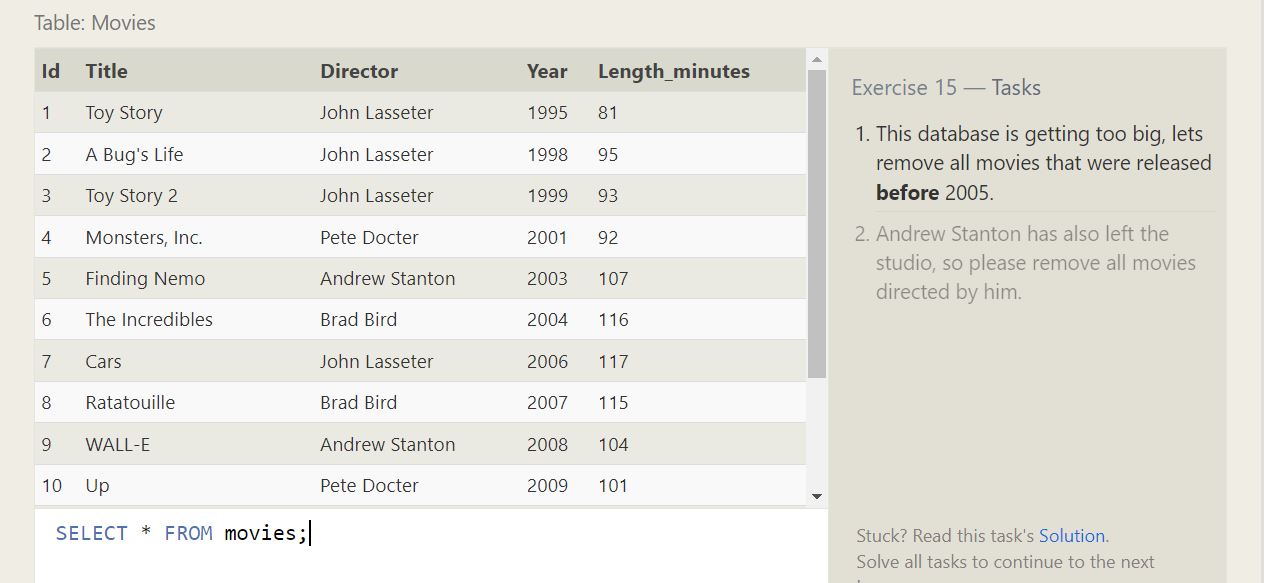 Table: Movies
Id Title Director Year Length_minutes
1 Toy Story John Lasseter 1995 81
2 A Bug's Life John Lasseter 1998 95
3 Toy Story 2 John Lasseter 1999 93
4 Monsters, Inc. Pete Docter 2001 92
5 Finding Nemo Andrew Stanton 2003 107
6 The Incredibles Brad Bird 2004 116
7 Cars John Lasseter 2006 117
8 Ratatouille Brad Bird 2007 115
9 WALL-E Andrew Stanton 2008 104
10 Up Pete Docter 2009 101
SELECT * FROM movies;
Exercise 15 — Tasks
1. This database is getting too big, lets
remove all movies that were released
before 2005.
2. Andrew Stanton has also left the
studio, so please remove all movies
directed by him.
Stuck? Read this task's Solution.
Solve all tasks to continue to the next